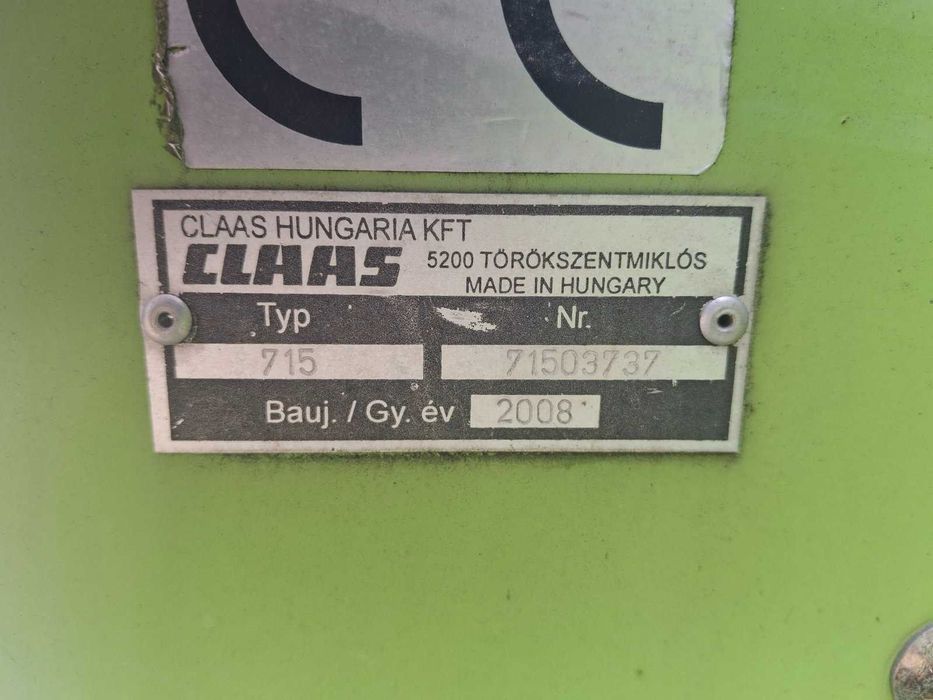 CLAAS HUNGARIA KFT
CLAAS 5200 TÖRÖKSZENTMIKLÓS
MADE IN HUNGARY
Typ Nr.
715 71503737
Bauj. / Gy. év 2008